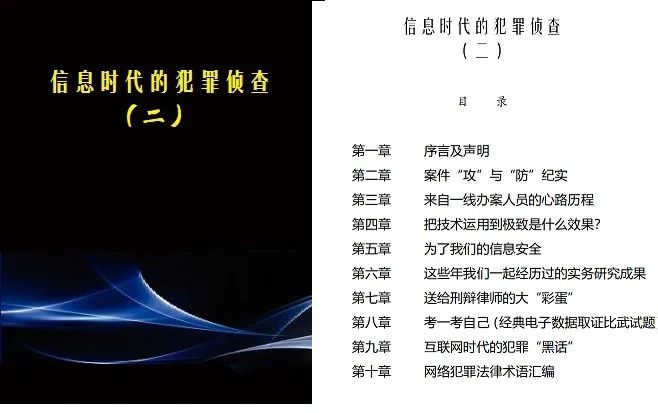 信息时代的犯罪侦查
（二）
信息时代的犯罪侦查
（二）
目 录
第一章 序言及声明
第二章 案件“攻”与“防”纪实
第三章 来自一线办案人员的心路历程
第四章 把技术运用到极致是什么效果？
第五章 为了我们的信息安全
第六章 这些年我们一起经历过的实务研究成果
第七章 送给刑辩律师的大“彩蛋”
第八章 考一考自己（经典电子数据取证比武试题）
第九章 互联网时代的犯罪“黑话”
第十章 网络犯罪法律术语汇编